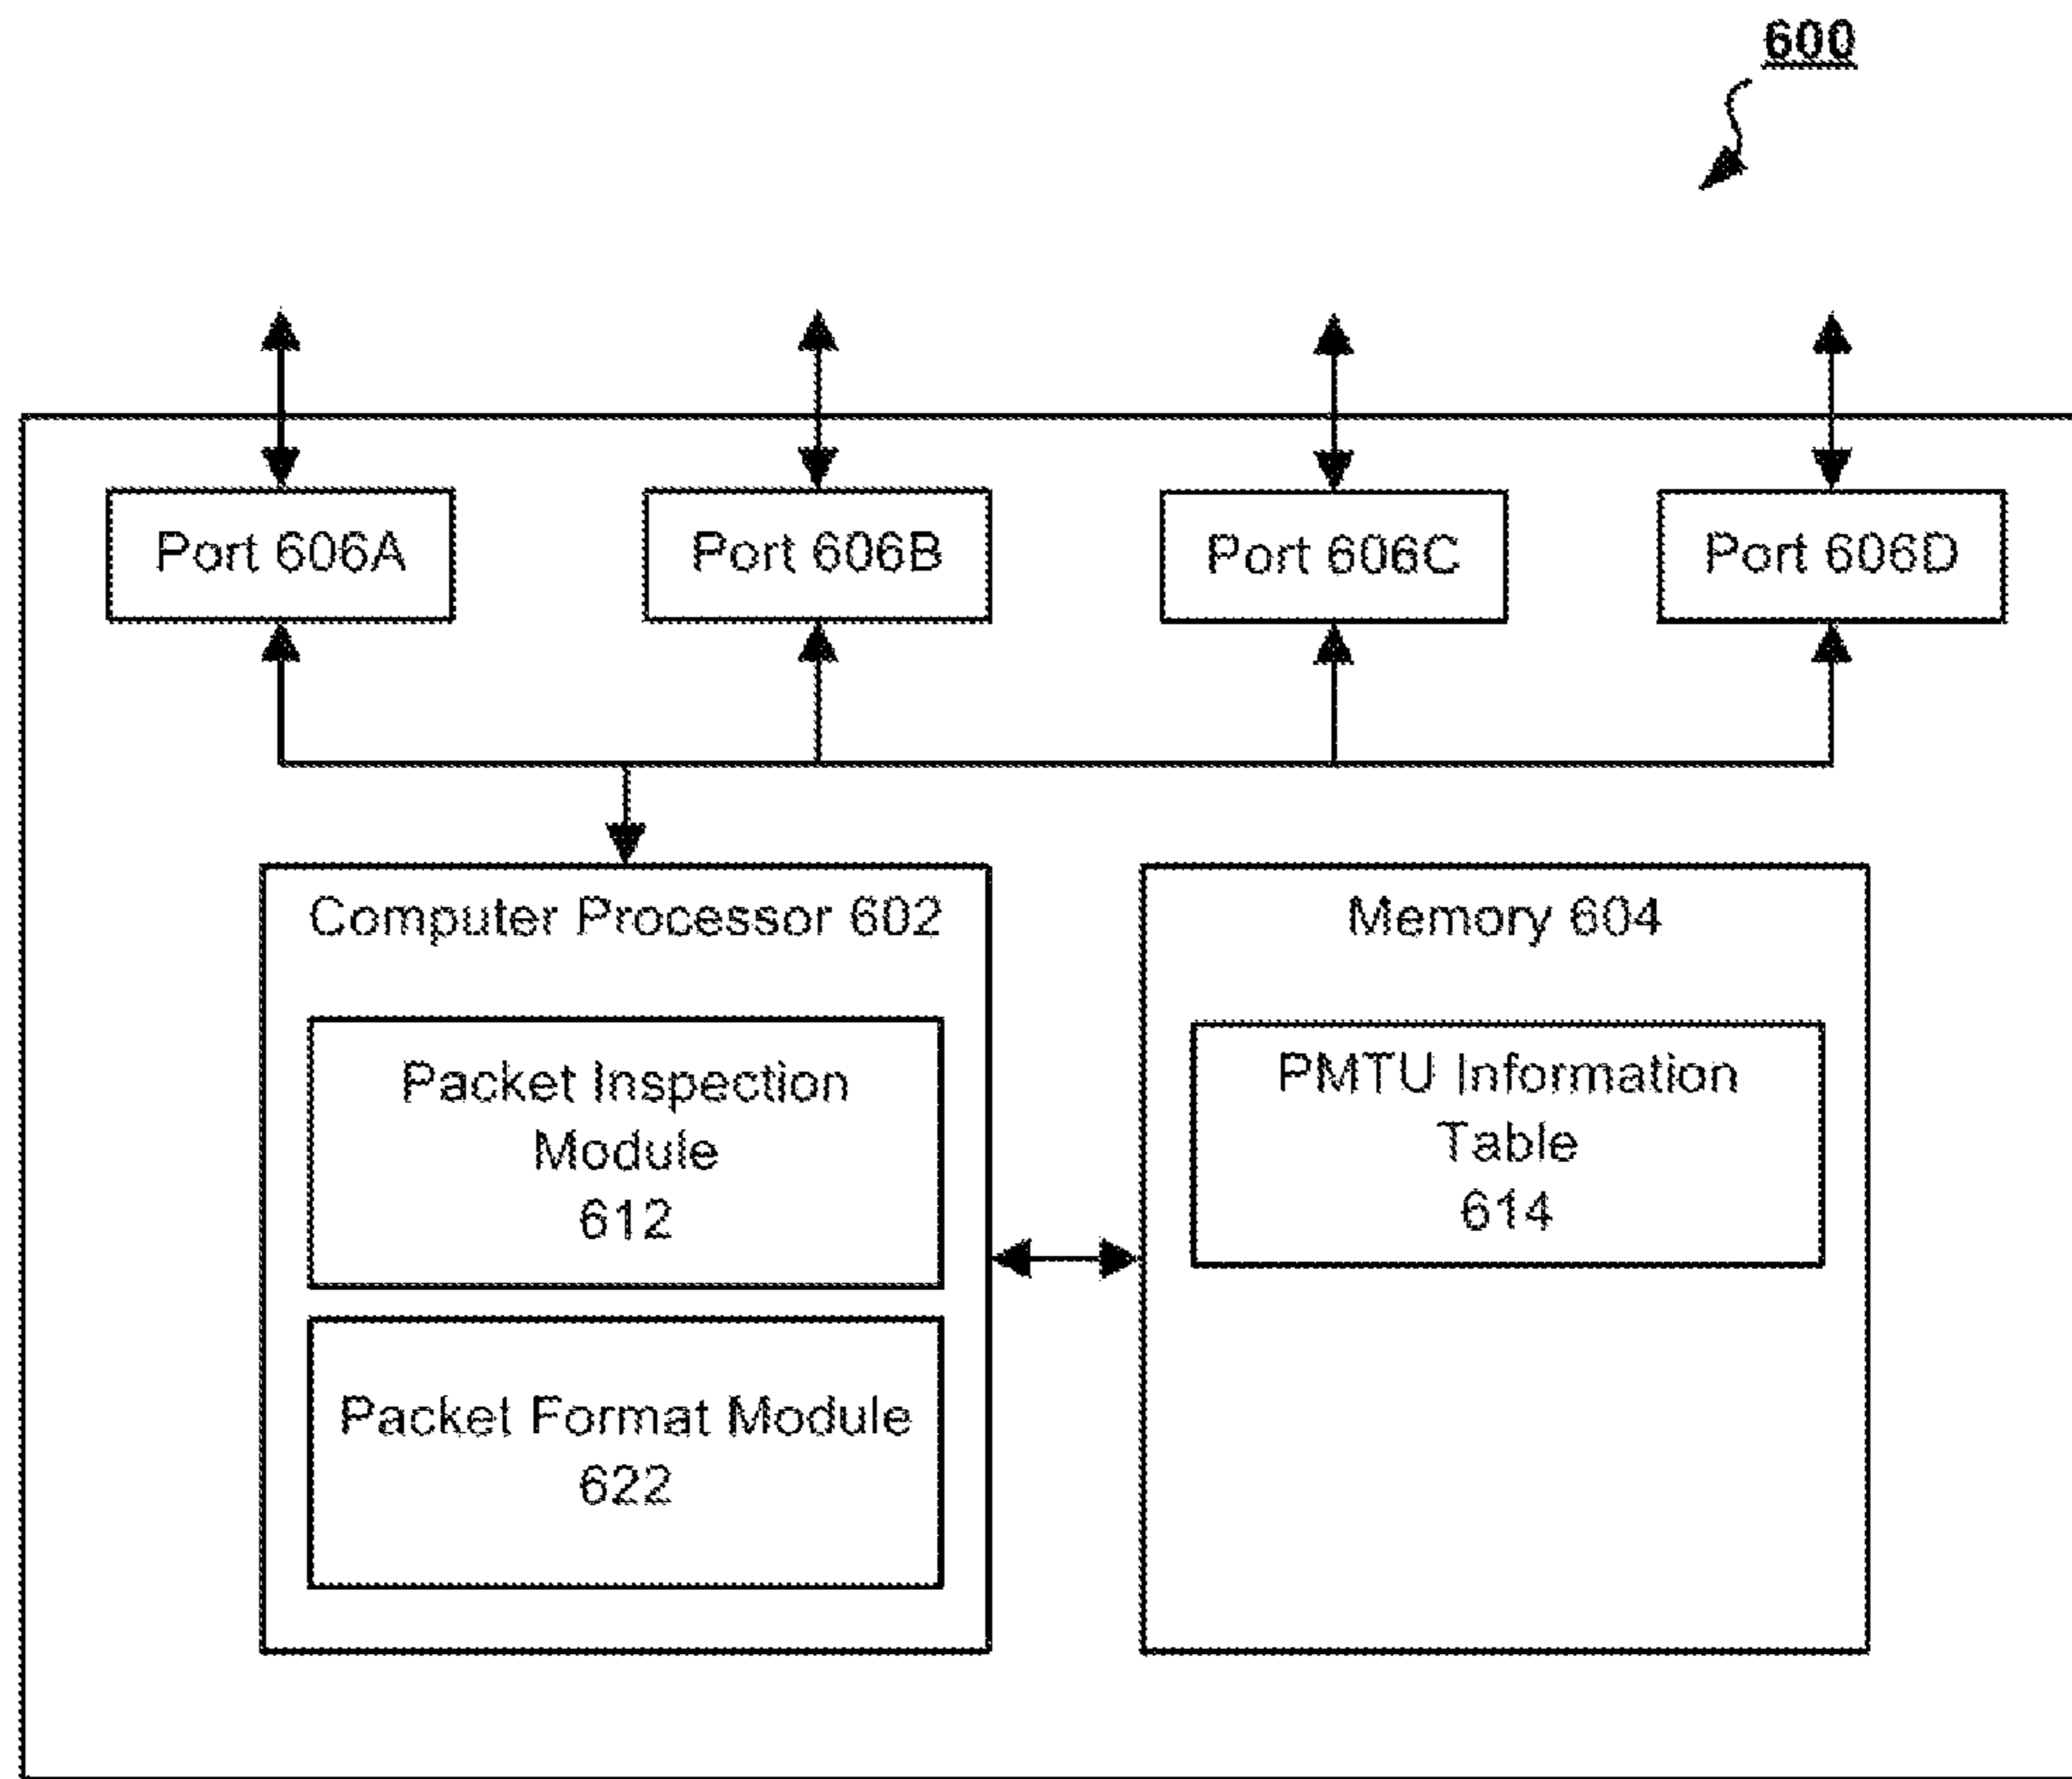 600
Port 606A
Port 606B
Port 606C
Port 606D
Computer Processor 602
Packet Inspection
Module
612
Packet Format Module
622
Memory 604
PMTU Information
Table
614